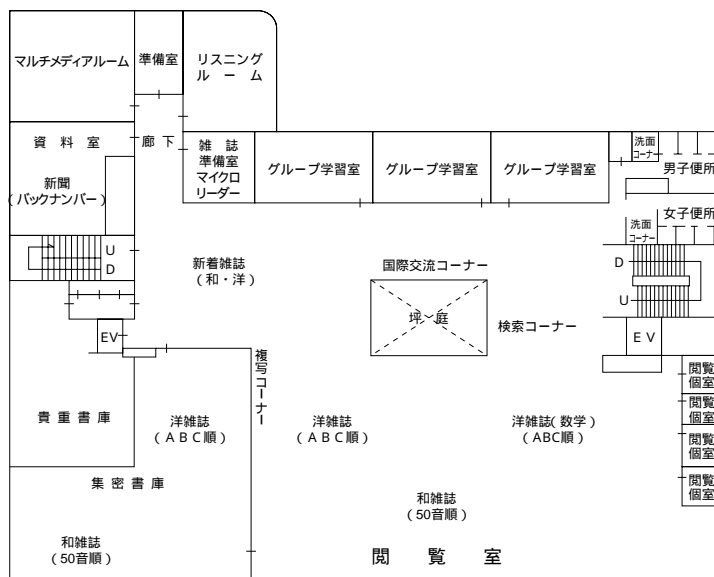 マルチメディアルーム
準備室
リスニング
ルーム
資料室
廊下
雑誌
準備室
マイクロ
リーダー
グループ学習室
グループ学習室
グループ学習室
洗面
コーナー
男子便所
新聞
(バックナンバー)
女子便所
洗面
コーナー
U
D
新着雑誌
(和・洋)
国際交流コーナー
D
U
坪庭
検索コーナー
EV
EV
複写コーナー
閲覧
個室
閲覧
個室
閲覧
個室
閲覧
個室
貴重書庫
洋雑誌
(ABC順)
洋雑誌
(ABC順)
洋雑誌(数学)
(ABC順)
集密書庫
和雑誌
(50音順)
和雑誌
(50音順)
閲覧室